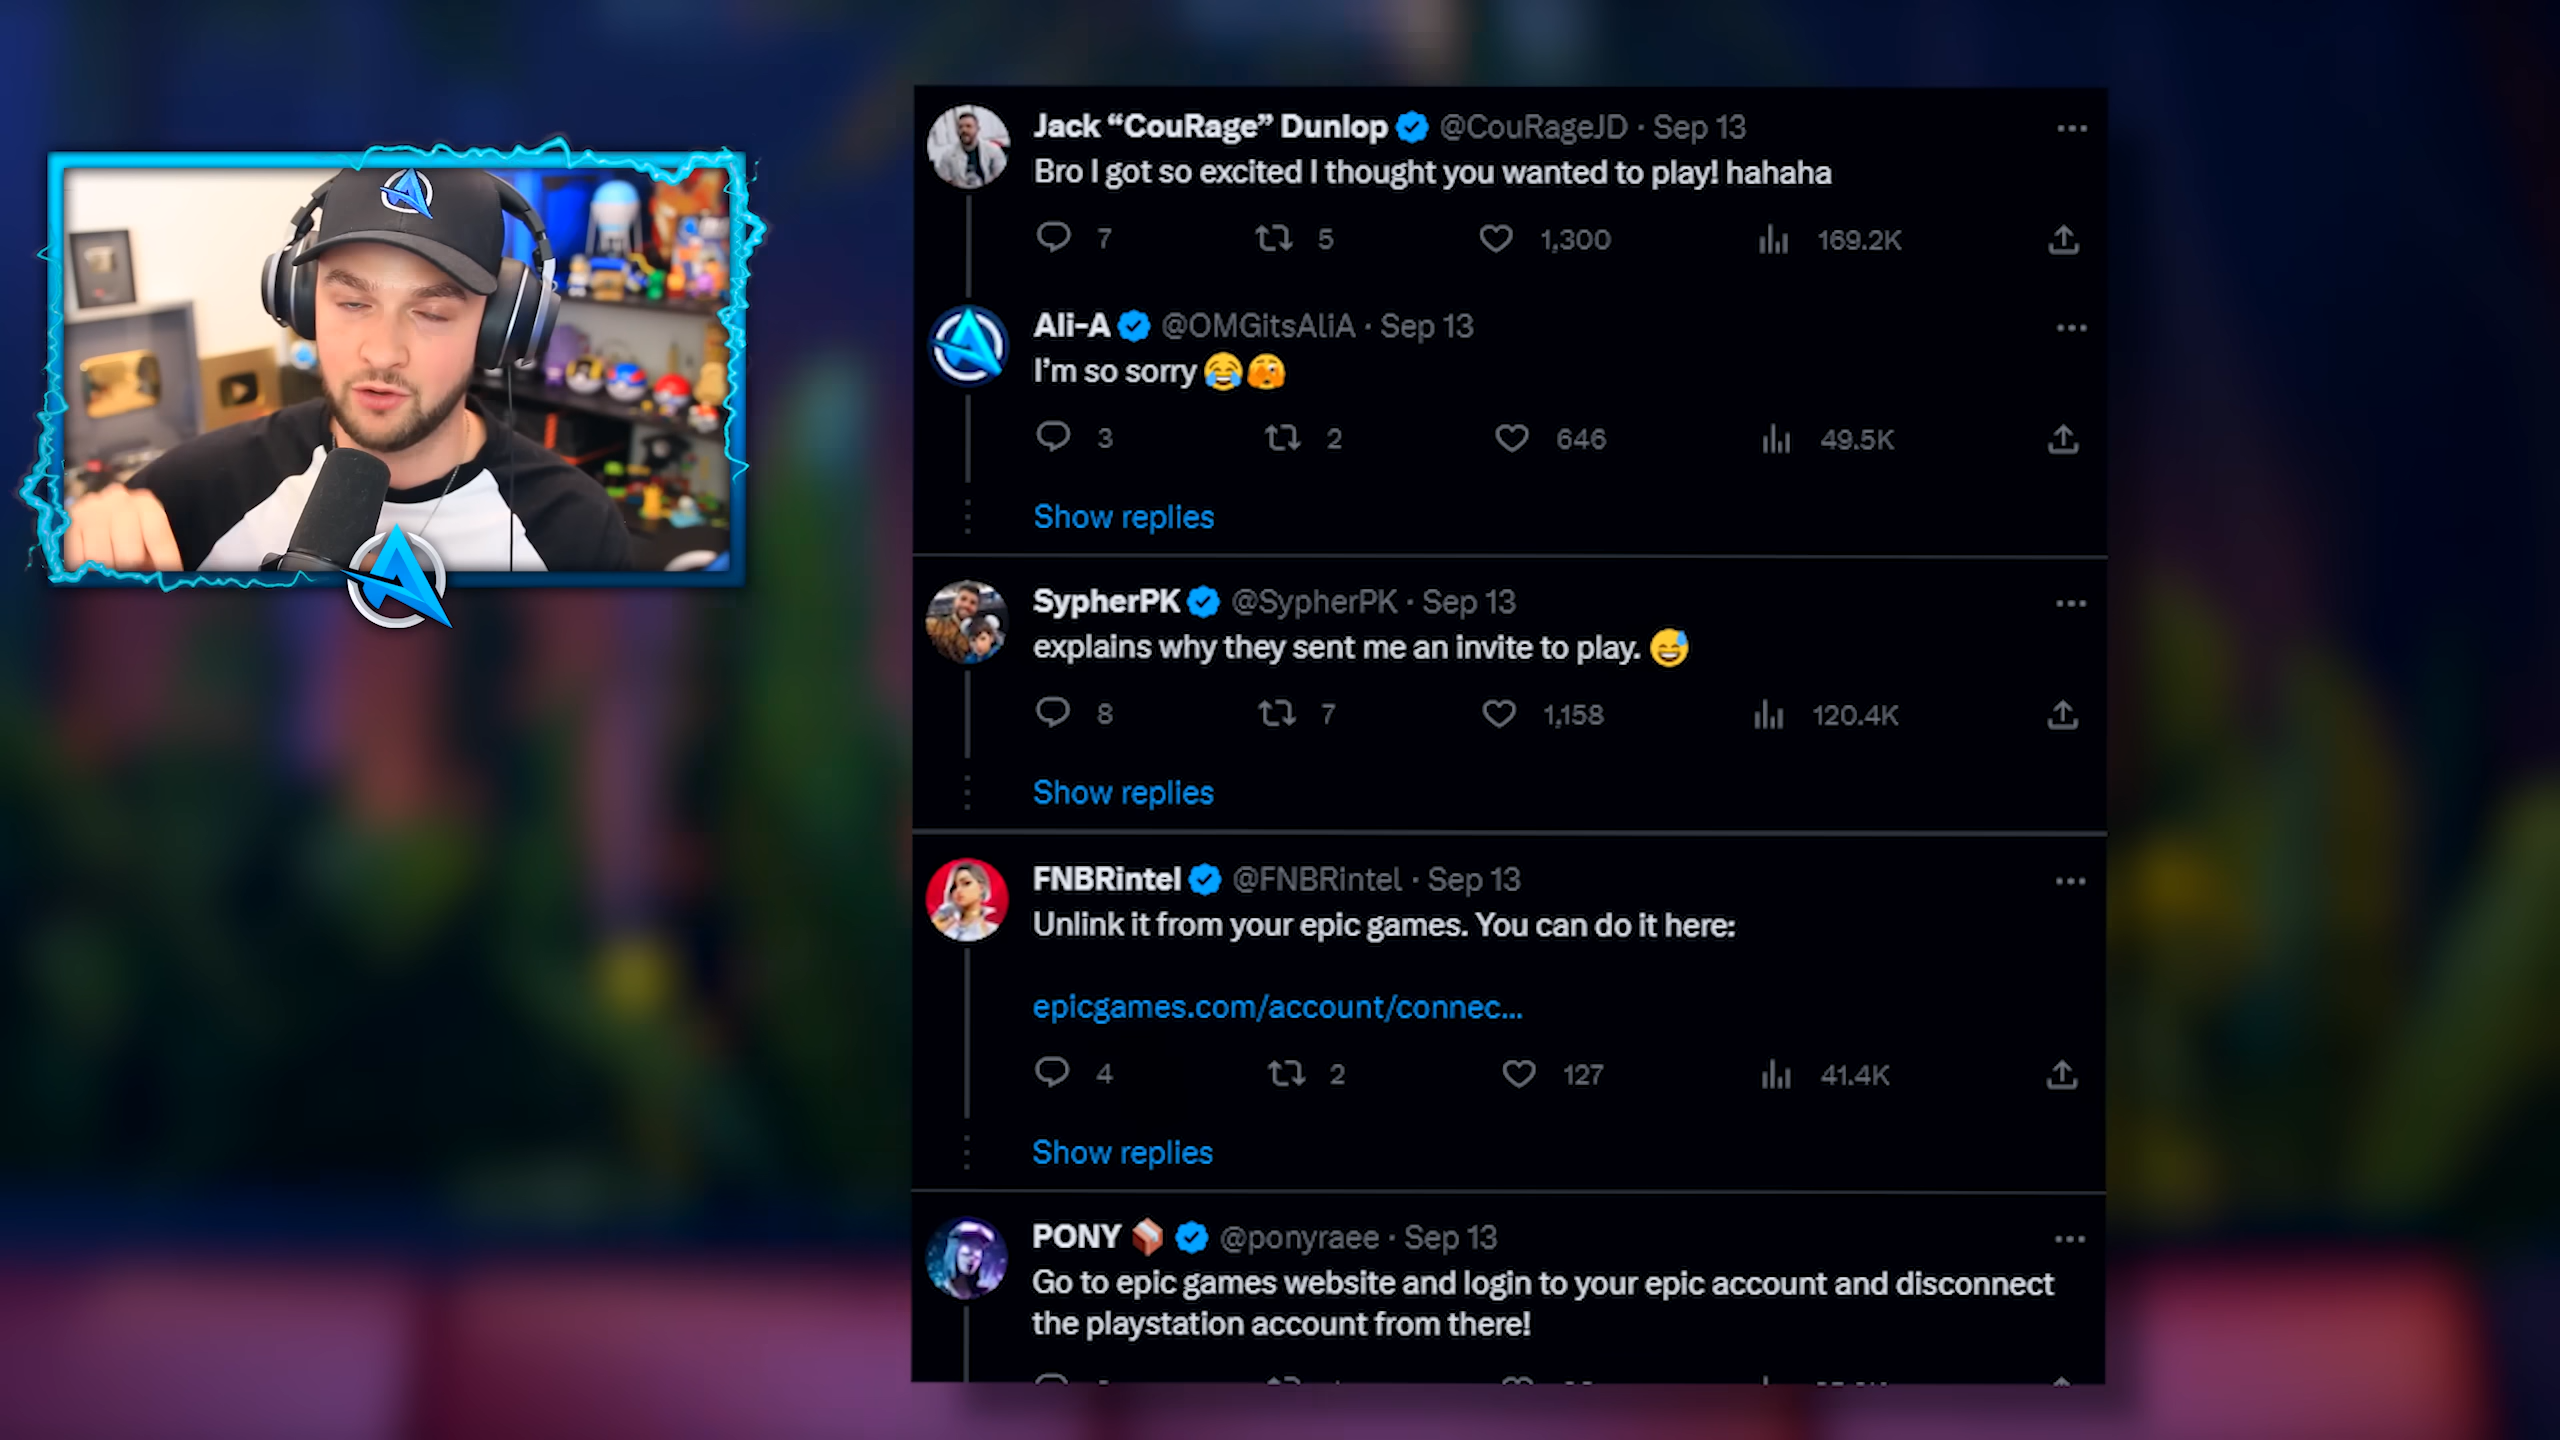 Jack “CouRage” Dunlop @CouRageJD · Sep 13
Bro I got so excited I thought you wanted to play! hahaha
7 5 1,300 169.2K
Ali-A @OMGitsAliA · Sep 13
I’m so sorry 😂🫣
3 2 646 49.5K
Show replies
SypherPK @SypherPK · Sep 13
explains why they sent me an invite to play. 😅
8 7 1,158 120.4K
Show replies
FNBRintel @FNBRintel · Sep 13
Unlink it from your epic games. You can do it here:
epicgames.com/account/connec...
4 2 127 41.4K
Show replies
PONY @ponyraee · Sep 13
Go to epic games website and login to your epic account and disconnect
the playstation account from there!